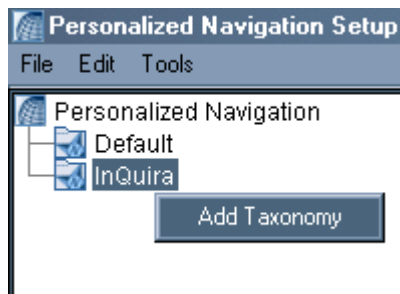 Personalized Navigation Setup
File Edit Tools
Personalized Navigation
Default
InQuira
Add Taxonomy